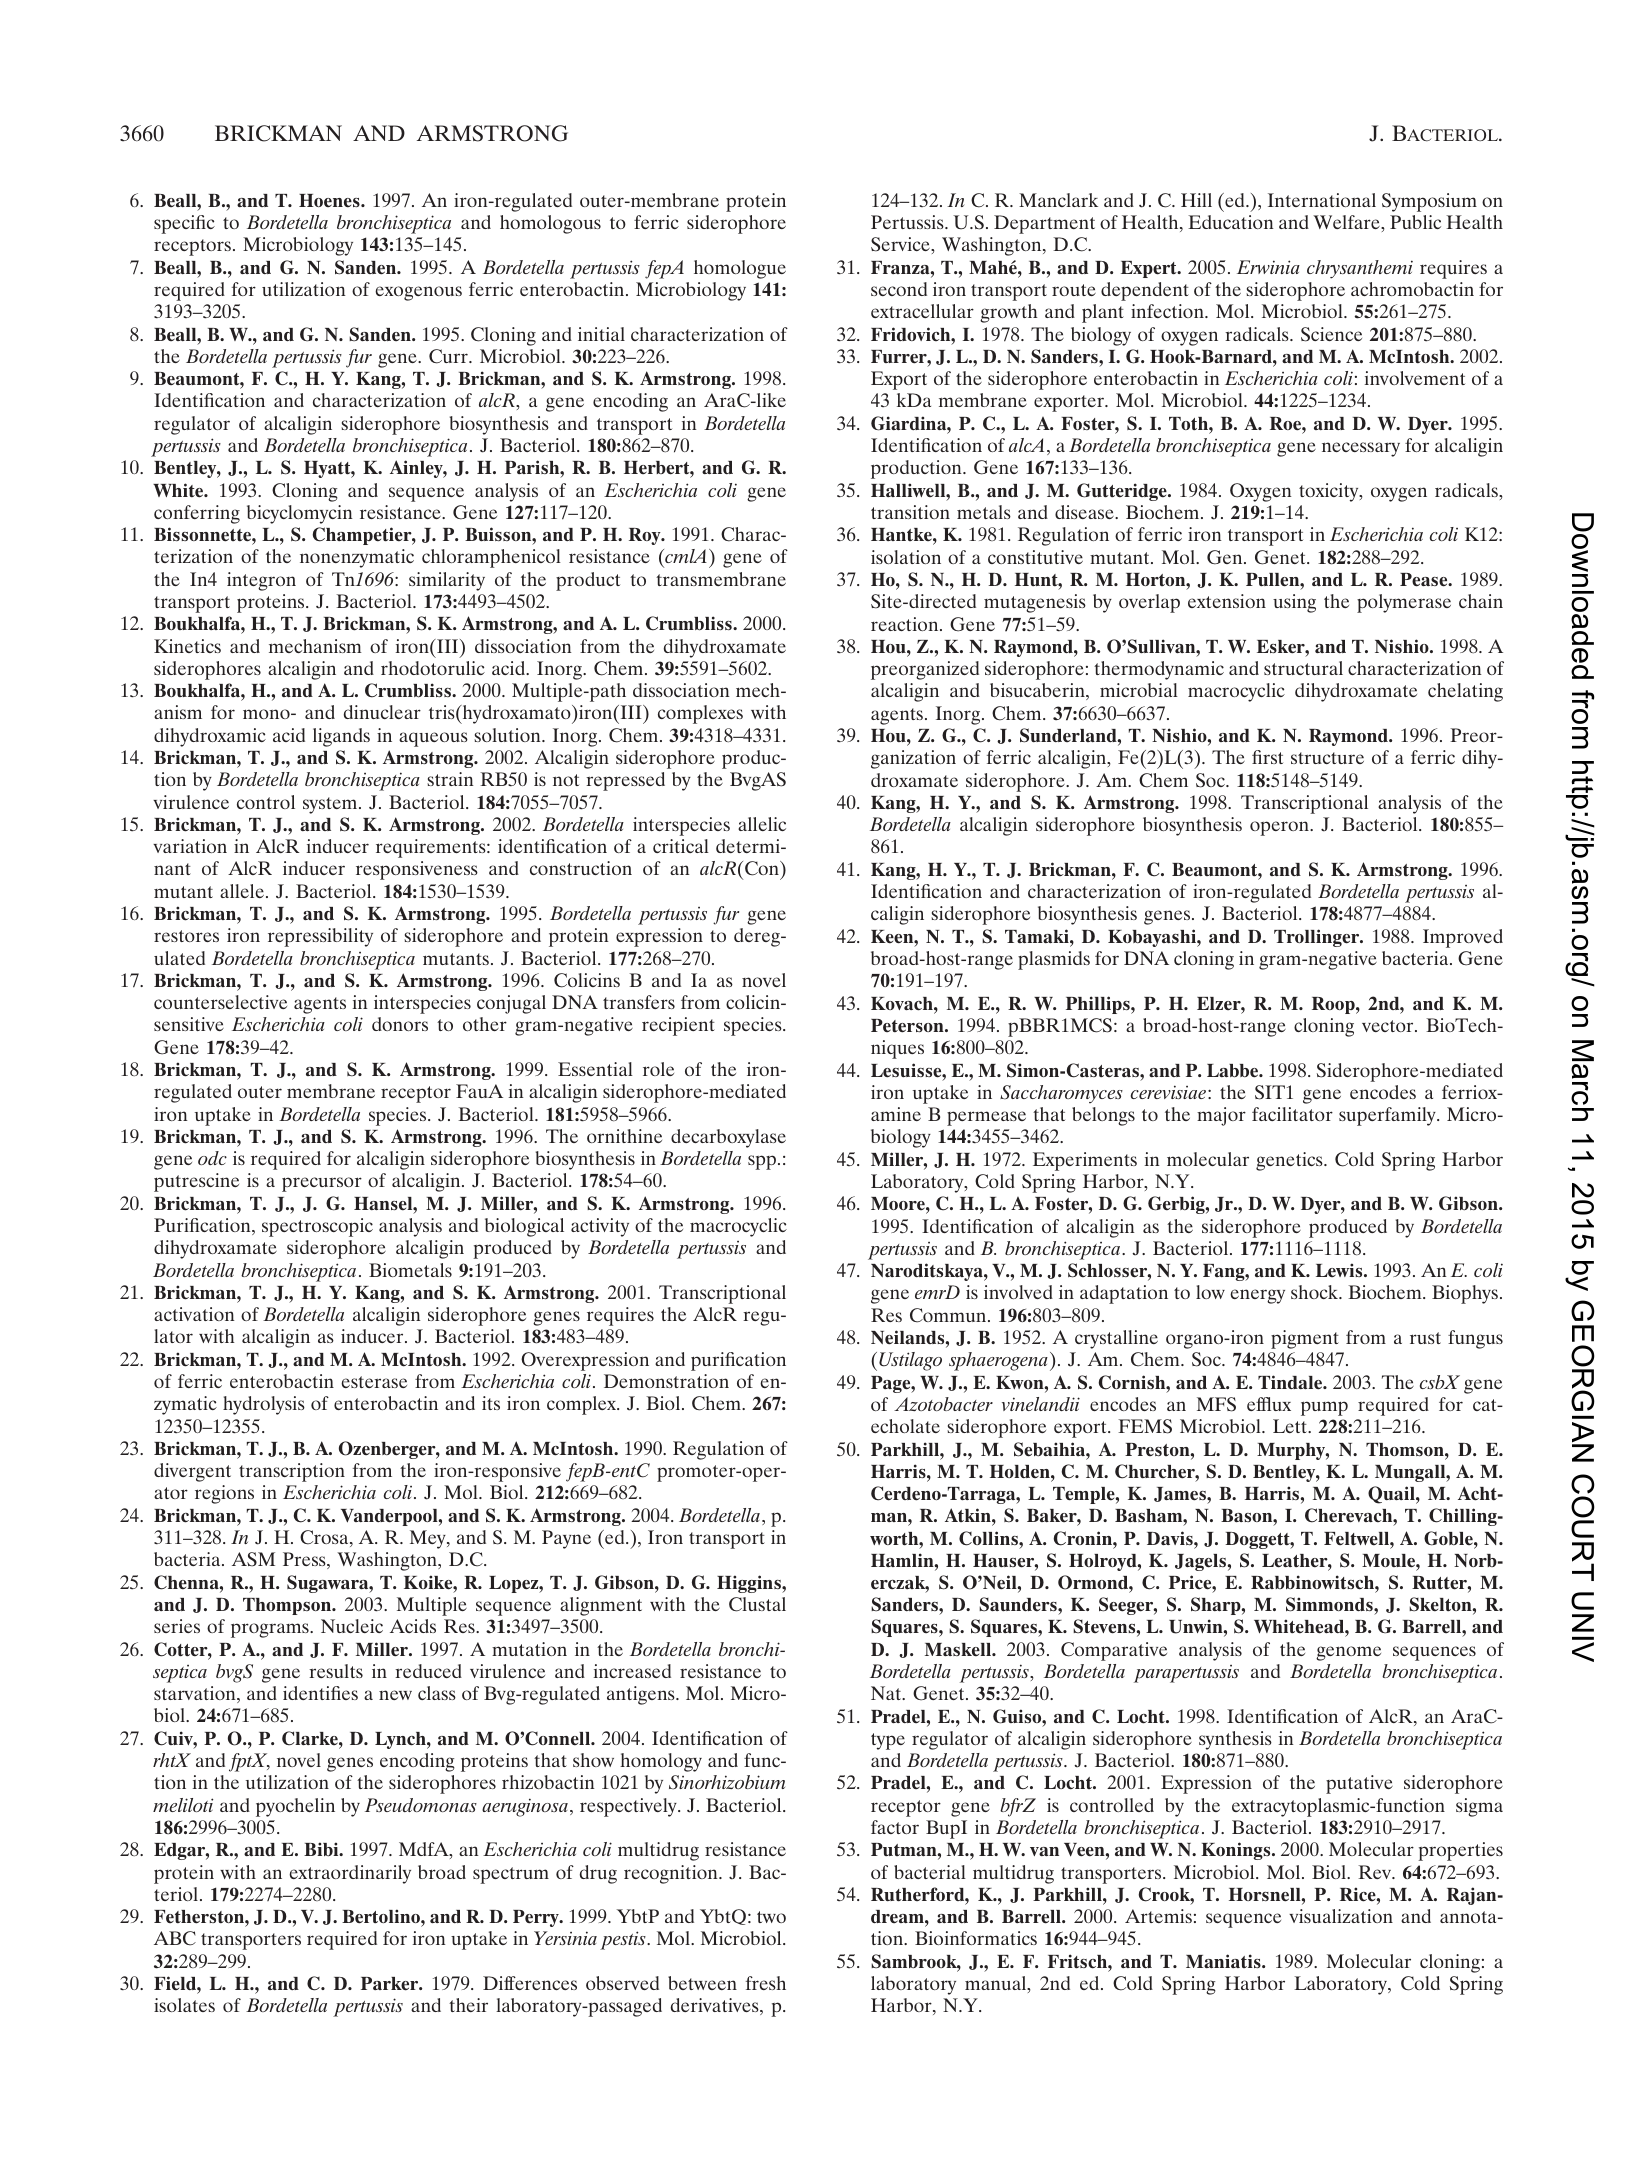 3660 BRICKMAN AND ARMSTRONG J. BACTERIOL.
6. Beall, B., and T. Hoenes. 1997. An iron-regulated outer-membrane protein
specific to Bordetella bronchiseptica and homologous to ferric siderophore
receptors. Microbiology 143:135–145.
7. Beall, B., and G. N. Sanden. 1995. A Bordetella pertussis fepA homologue
required for utilization of exogenous ferric enterobactin. Microbiology 141:
3193–3205.
8. Beall, B. W., and G. N. Sanden. 1995. Cloning and initial characterization of
the Bordetella pertussis fur gene. Curr. Microbiol. 30:223–226.
9. Beaumont, F. C., H. Y. Kang, T. J. Brickman, and S. K. Armstrong. 1998.
Identification and characterization of alcR, a gene encoding an AraC-like
regulator of alcaligin siderophore biosynthesis and transport in Bordetella
pertussis and Bordetella bronchiseptica. J. Bacteriol. 180:862–870.
10. Bentley, J., L. S. Hyatt, K. Ainley, J. H. Parish, R. B. Herbert, and G. R.
White. 1993. Cloning and sequence analysis of an Escherichia coli gene
conferring bicyclomycin resistance. Gene 127:117–120.
11. Bissonnette, L., S. Champetier, J. P. Buisson, and P. H. Roy. 1991. Charac-
terization of the nonenzymatic chloramphenicol resistance (cmlA) gene of
the In4 integron of Tn1696: similarity of the product to transmembrane
transport proteins. J. Bacteriol. 173:4493–4502.
12. Boukhalfa, H., T. J. Brickman, S. K. Armstrong, and A. L. Crumbliss. 2000.
Kinetics and mechanism of iron(III) dissociation from the dihydroxamate
siderophores alcaligin and rhodotorulic acid. Inorg. Chem. 39:5591–5602.
13. Boukhalfa, H., and A. L. Crumbliss. 2000. Multiple-path dissociation mech-
anism for mono- and dinuclear tris(hydroxamato)iron(III) complexes with
dihydroxamic acid ligands in aqueous solution. Inorg. Chem. 39:4318–4331.
14. Brickman, T. J., and S. K. Armstrong. 2002. Alcaligin siderophore produc-
tion by Bordetella bronchiseptica strain RB50 is not repressed by the BvgAS
virulence control system. J. Bacteriol. 184:7055–7057.
15. Brickman, T. J., and S. K. Armstrong. 2002. Bordetella interspecies allelic
variation in AlcR inducer requirements: identification of a critical determi-
nant of AlcR inducer responsiveness and construction of an alcR(Con)
mutant allele. J. Bacteriol. 184:1530–1539.
16. Brickman, T. J., and S. K. Armstrong. 1995. Bordetella pertussis fur gene
restores iron repressibility of siderophore and protein expression to dereg-
ulated Bordetella bronchiseptica mutants. J. Bacteriol. 177:268–270.
17. Brickman, T. J., and S. K. Armstrong. 1996. Colicins B and Ia as novel
counterselective agents in interspecies conjugal DNA transfers from colicin-
sensitive Escherichia coli donors to other gram-negative recipient species.
Gene 178:39–42.
18. Brickman, T. J., and S. K. Armstrong. 1999. Essential role of the iron-
regulated outer membrane receptor FauA in alcaligin siderophore-mediated
iron uptake in Bordetella species. J. Bacteriol. 181:5958–5966.
19. Brickman, T. J., and S. K. Armstrong. 1996. The ornithine decarboxylase
gene odc is required for alcaligin siderophore biosynthesis in Bordetella spp.:
putrescine is a precursor of alcaligin. J. Bacteriol. 178:54–60.
20. Brickman, T. J., J. G. Hansel, M. J. Miller, and S. K. Armstrong. 1996.
Purification, spectroscopic analysis and biological activity of the macrocyclic
dihydroxamate siderophore alcaligin produced by Bordetella pertussis and
Bordetella bronchiseptica. Biometals 9:191–203.
21. Brickman, T. J., H. Y. Kang, and S. K. Armstrong. 2001. Transcriptional
activation of Bordetella alcaligin siderophore genes requires the AlcR regu-
lator with alcaligin as inducer. J. Bacteriol. 183:483–489.
22. Brickman, T. J., and M. A. McIntosh. 1992. Overexpression and purification
of ferric enterobactin esterase from Escherichia coli. Demonstration of en-
zymatic hydrolysis of enterobactin and its iron complex. J. Biol. Chem. 267:
12350–12355.
23. Brickman, T. J., B. A. Ozenberger, and M. A. McIntosh. 1990. Regulation of
divergent transcription from the iron-responsive fepB-entC promoter-oper-
ator regions in Escherichia coli. J. Mol. Biol. 212:669–682.
24. Brickman, T. J., C. K. Vanderpool, and S. K. Armstrong. 2004. Bordetella, p.
311–328. In J. H. Crosa, A. R. Mey, and S. M. Payne (ed.), Iron transport in
bacteria. ASM Press, Washington, D.C.
25. Chenna, R., H. Sugawara, T. Koike, R. Lopez, T. J. Gibson, D. G. Higgins,
and J. D. Thompson. 2003. Multiple sequence alignment with the Clustal
series of programs. Nucleic Acids Res. 31:3497–3500.
26. Cotter, P. A., and J. F. Miller. 1997. A mutation in the Bordetella bronchi-
septica bvgS gene results in reduced virulence and increased resistance to
starvation, and identifies a new class of Bvg-regulated antigens. Mol. Micro-
biol. 24:671–685.
27. Cuiv, P. O., P. Clarke, D. Lynch, and M. O'Connell. 2004. Identification of
rhtX and fptX, novel genes encoding proteins that show homology and func-
tion in the utilization of the siderophores rhizobactin 1021 by Sinorhizobium
meliloti and pyochelin by Pseudomonas aeruginosa, respectively. J. Bacteriol.
186:2996–3005.
28. Edgar, R., and E. Bibi. 1997. MdfA, an Escherichia coli multidrug resistance
protein with an extraordinarily broad spectrum of drug recognition. J. Bac-
teriol. 179:2274–2280.
29. Fetherston, J. D., V. J. Bertolino, and R. D. Perry. 1999. YbtP and YbtQ: two
ABC transporters required for iron uptake in Yersinia pestis. Mol. Microbiol.
32:289–299.
30. Field, L. H., and C. D. Parker. 1979. Differences observed between fresh
isolates of Bordetella pertussis and their laboratory-passaged derivatives, p.
124–132. In C. R. Manclark and J. C. Hill (ed.), International Symposium on
Pertussis. U.S. Department of Health, Education and Welfare, Public Health
Service, Washington, D.C.
31. Franza, T., Mahé, B., and D. Expert. 2005. Erwinia chrysanthemi requires a
second iron transport route dependent of the siderophore achromobactin for
extracellular growth and plant infection. Mol. Microbiol. 55:261–275.
32. Fridovich, I. 1978. The biology of oxygen radicals. Science 201:875–880.
33. Furrer, J. L., D. N. Sanders, I. G. Hook-Barnard, and M. A. McIntosh. 2002.
Export of the siderophore enterobactin in Escherichia coli: involvement of a
43 kDa membrane exporter. Mol. Microbiol. 44:1225–1234.
34. Giardina, P. C., L. A. Foster, S. I. Toth, B. A. Roe, and D. W. Dyer. 1995.
Identification of alcA, a Bordetella bronchiseptica gene necessary for alcaligin
production. Gene 167:133–136.
35. Halliwell, B., and J. M. Gutteridge. 1984. Oxygen toxicity, oxygen radicals,
transition metals and disease. Biochem. J. 219:1–14.
36. Hantke, K. 1981. Regulation of ferric iron transport in Escherichia coli K12:
isolation of a constitutive mutant. Mol. Gen. Genet. 182:288–292.
37. Ho, S. N., H. D. Hunt, R. M. Horton, J. K. Pullen, and L. R. Pease. 1989.
Site-directed mutagenesis by overlap extension using the polymerase chain
reaction. Gene 77:51–59.
38. Hou, Z., K. N. Raymond, B. O'Sullivan, T. W. Esker, and T. Nishio. 1998. A
preorganized siderophore: thermodynamic and structural characterization of
alcaligin and bisucaberin, microbial macrocyclic dihydroxamate chelating
agents. Inorg. Chem. 37:6630–6637.
39. Hou, Z. G., C. J. Sunderland, T. Nishio, and K. N. Raymond. 1996. Preor-
ganization of ferric alcaligin, Fe(2)L(3). The first structure of a ferric dihy-
droxamate siderophore. J. Am. Chem Soc. 118:5148–5149.
40. Kang, H. Y., and S. K. Armstrong. 1998. Transcriptional analysis of the
Bordetella alcaligin siderophore biosynthesis operon. J. Bacteriol. 180:855–
861.
41. Kang, H. Y., T. J. Brickman, F. C. Beaumont, and S. K. Armstrong. 1996.
Identification and characterization of iron-regulated Bordetella pertussis al-
caligin siderophore biosynthesis genes. J. Bacteriol. 178:4877–4884.
42. Keen, N. T., S. Tamaki, D. Kobayashi, and D. Trollinger. 1988. Improved
broad-host-range plasmids for DNA cloning in gram-negative bacteria. Gene
70:191–197.
43. Kovach, M. E., R. W. Phillips, P. H. Elzer, R. M. Roop, 2nd, and K. M.
Peterson. 1994. pBBR1MCS: a broad-host-range cloning vector. BioTech-
niques 16:800–802.
44. Lesuisse, E., M. Simon-Casteras, and P. Labbe. 1998. Siderophore-mediated
iron uptake in Saccharomyces cerevisiae: the SIT1 gene encodes a ferriox-
amine B permease that belongs to the major facilitator superfamily. Micro-
biology 144:3455–3462.
45. Miller, J. H. 1972. Experiments in molecular genetics. Cold Spring Harbor
Laboratory, Cold Spring Harbor, N.Y.
46. Moore, C. H., L. A. Foster, D. G. Gerbig, Jr., D. W. Dyer, and B. W. Gibson.
1995. Identification of alcaligin as the siderophore produced by Bordetella
pertussis and B. bronchiseptica. J. Bacteriol. 177:1116–1118.
47. Naroditskaya, V., M. J. Schlosser, N. Y. Fang, and K. Lewis. 1993. An E. coli
gene emrD is involved in adaptation to low energy shock. Biochem. Biophys.
Res Commun. 196:803–809.
48. Neilands, J. B. 1952. A crystalline organo-iron pigment from a rust fungus
(Ustilago sphaerogena). J. Am. Chem. Soc. 74:4846–4847.
49. Page, W. J., E. Kwon, A. S. Cornish, and A. E. Tindale. 2003. The csbX gene
of Azotobacter vinelandii encodes an MFS efflux pump required for cat-
echolate siderophore export. FEMS Microbiol. Lett. 228:211–216.
50. Parkhill, J., M. Sebaihia, A. Preston, L. D. Murphy, N. Thomson, D. E.
Harris, M. T. Holden, C. M. Churcher, S. D. Bentley, K. L. Mungall, A. M.
Cerdeno-Tarraga, L. Temple, K. James, B. Harris, M. A. Quail, M. Acht-
man, R. Atkin, S. Baker, D. Basham, N. Bason, I. Cherevach, T. Chilling-
worth, M. Collins, A. Cronin, P. Davis, J. Doggett, T. Feltwell, A. Goble, N.
Hamlin, H. Hauser, S. Holroyd, K. Jagels, S. Leather, S. Moule, H. Norb-
erczak, S. O'Neil, D. Ormond, C. Price, E. Rabbinowitsch, S. Rutter, M.
Sanders, D. Saunders, K. Seeger, S. Sharp, M. Simmonds, J. Skelton, R.
Squares, S. Squares, K. Stevens, L. Unwin, S. Whitehead, B. G. Barrell, and
D. J. Maskell. 2003. Comparative analysis of the genome sequences of
Bordetella pertussis, Bordetella parapertussis and Bordetella bronchiseptica.
Nat. Genet. 35:32–40.
51. Pradel, E., N. Guiso, and C. Locht. 1998. Identification of AlcR, an AraC-
type regulator of alcaligin siderophore synthesis in Bordetella bronchiseptica
and Bordetella pertussis. J. Bacteriol. 180:871–880.
52. Pradel, E., and C. Locht. 2001. Expression of the putative siderophore
receptor gene bfrZ is controlled by the extracytoplasmic-function sigma
factor BupI in Bordetella bronchiseptica. J. Bacteriol. 183:2910–2917.
53. Putman, M., H. W. van Veen, and W. N. Konings. 2000. Molecular properties
of bacterial multidrug transporters. Microbiol. Mol. Biol. Rev. 64:672–693.
54. Rutherford, K., J. Parkhill, J. Crook, T. Horsnell, P. Rice, M. A. Rajan-
dream, and B. Barrell. 2000. Artemis: sequence visualization and annota-
tion. Bioinformatics 16:944–945.
55. Sambrook, J., E. F. Fritsch, and T. Maniatis. 1989. Molecular cloning: a
laboratory manual, 2nd ed. Cold Spring Harbor Laboratory, Cold Spring
Harbor, N.Y.
Downloaded from http://jb.asm.org/ on March 11, 2015 by GEORGIAN COURT UNIV